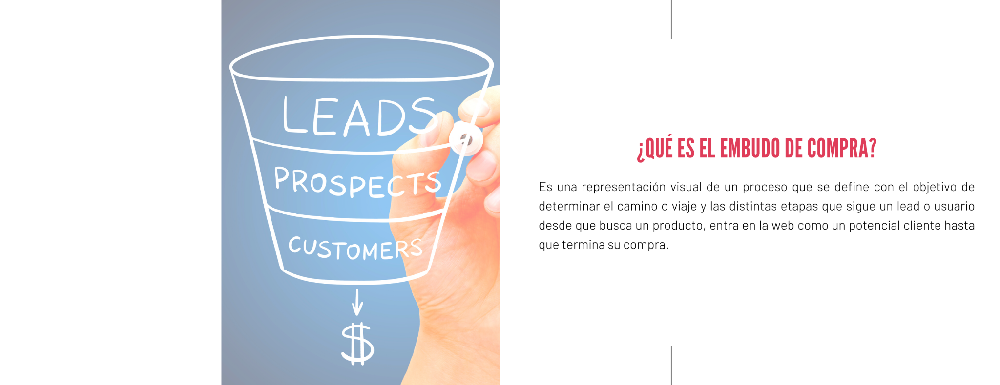 LEADS
PROSPECTS
CUSTOMERS
$
¿QUÉ ES EL EMBUDO DE COMPRA?
Es una representación visual de un proceso que se define con el objetivo de
determinar el camino o viaje y las distintas etapas que sigue un lead o usuario
desde que busca un producto, entra en la web como un potencial cliente hasta
que termina su compra.